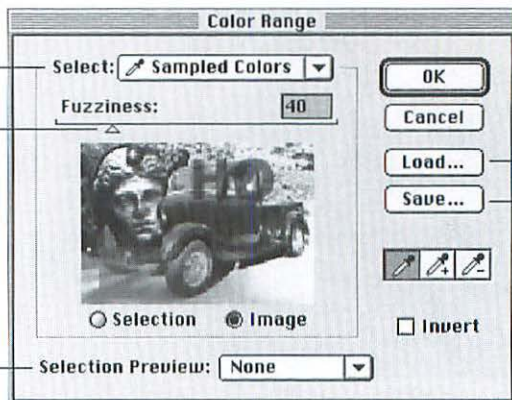 Color Range
Select: Sampled Colors
Fuzziness: 40
OK
Cancel
Load...
Save...
Selection Image
Invert
Selection Preview: None